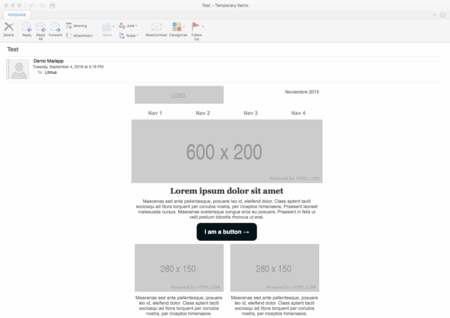 Test - Temporary Items
MESSAGE
Delete
Reply
Reply All
Forward
Meeting
Attachment
Move
Junk
Rules
Read/Unread
Categories
Follow Up
Test
Demo Mailapp
Tuesday, September 4, 2018 at 5:16 PM
To: Litmus
LOGO
Noviembre 2015
Nav 1 Nav 2 Nav 3 Nav 4
600 x 200
Powered by HTML.COM
Lorem ipsum dolor sit amet
Maecenas sed ante pellentesque, posuere leo id, eleifend dolor. Class aptent taciti
sociosqu ad litora torquent per conubia nostra, per inceptos himenaeos. Praesent laoreet
malesuada cursus. Maecenas scelerisque congue eros eu posuere. Praesent in felis ut
velit pretium lobortis rhoncus ut erat.
I am a button →
280 x 150 280 x 150
Powered by HTML.COM Powered by HTML.COM
Maecenas sed ante pellentesque, posuere Maecenas sed ante pellentesque, posuere
leo id, eleifend dolor. Class aptent taciti leo id, eleifend dolor. Class aptent taciti
sociosqu ad litora torquent per conubia sociosqu ad litora torquent per conubia
nostra, per inceptos himenaeos. nostra, per inceptos himenaeos.